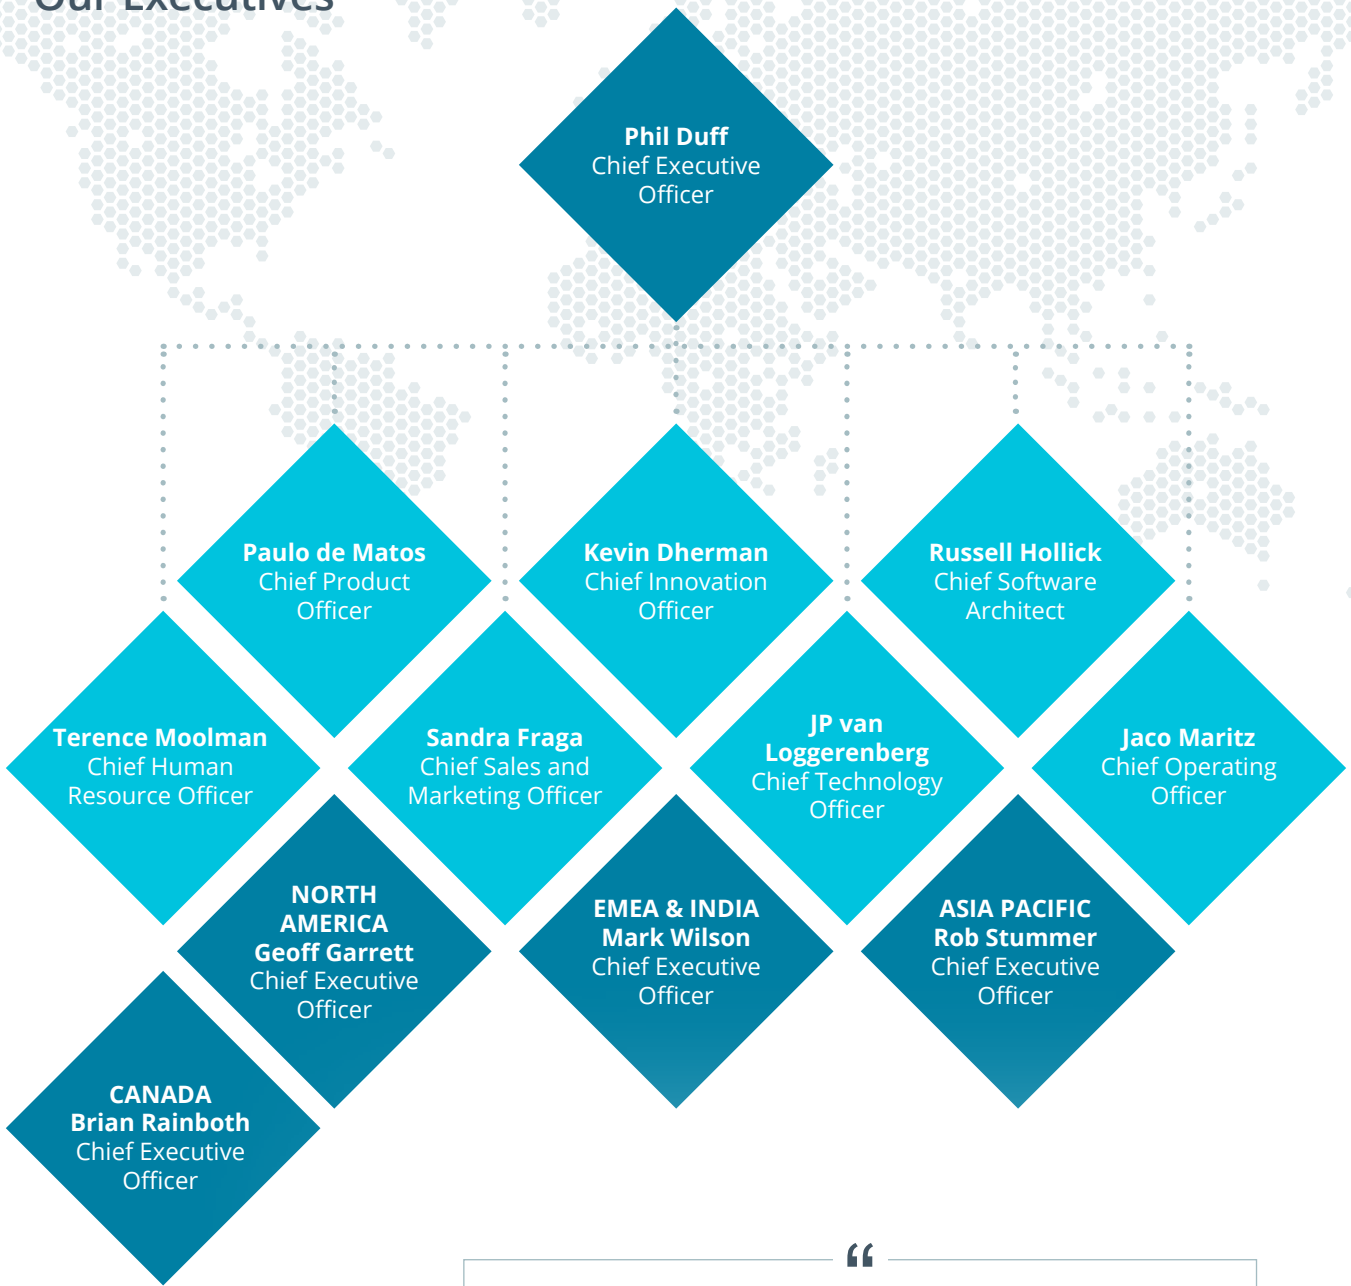 Our Executives
Phil Duff
Chief Executive
Officer
Paulo de Matos
Chief Product
Officer
Kevin Dherman
Chief Innovation
Officer
Russell Hollick
Chief Software
Architect
Terence Moolman
Chief Human
Resource Officer
Sandra Fraga
Chief Sales and
Marketing Officer
JP van
Loggerenberg
Chief Technology
Officer
Jaco Maritz
Chief Operating
Officer
NORTH
AMERICA
Geoff Garrett
Chief Executive
Officer
EMEA & INDIA
Mark Wilson
Chief Executive
Officer
ASIA PACIFIC
Rob Stummer
Chief Executive
Officer
CANADA
Brian Rainboth
Chief Executive
Officer
“